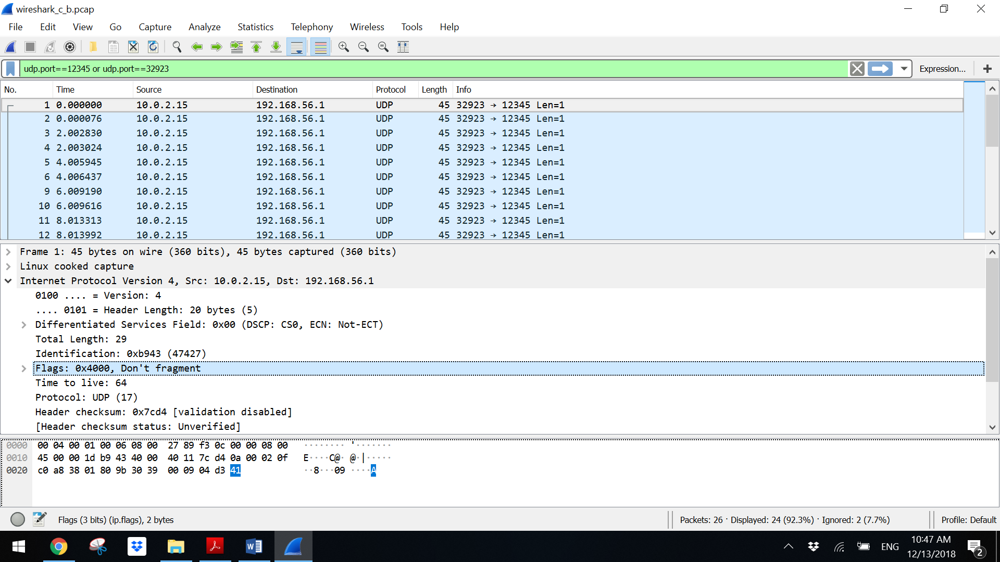 wireshark_c_b.pcap
File Edit View Go Capture Analyze Statistics Telephony Wireless Tools Help
udp.port==12345 or udp.port==32923 Expression... +
No. Time Source Destination Protocol Length Info
1 0.000000 10.0.2.15 192.168.56.1 UDP 45 32923 → 12345 Len=1
2 0.000076 10.0.2.15 192.168.56.1 UDP 45 32923 → 12345 Len=1
3 2.002830 10.0.2.15 192.168.56.1 UDP 45 32923 → 12345 Len=1
4 2.003024 10.0.2.15 192.168.56.1 UDP 45 32923 → 12345 Len=1
5 4.005945 10.0.2.15 192.168.56.1 UDP 45 32923 → 12345 Len=1
6 4.006437 10.0.2.15 192.168.56.1 UDP 45 32923 → 12345 Len=1
9 6.009190 10.0.2.15 192.168.56.1 UDP 45 32923 → 12345 Len=1
10 6.009616 10.0.2.15 192.168.56.1 UDP 45 32923 → 12345 Len=1
11 8.013313 10.0.2.15 192.168.56.1 UDP 45 32923 → 12345 Len=1
12 8.013992 10.0.2.15 192.168.56.1 UDP 45 32923 → 12345 Len=1
Frame 1: 45 bytes on wire (360 bits), 45 bytes captured (360 bits)
Linux cooked capture
Internet Protocol Version 4, Src: 10.0.2.15, Dst: 192.168.56.1
0100 .... = Version: 4
.... 0101 = Header Length: 20 bytes (5)
Differentiated Services Field: 0x00 (DSCP: CS0, ECN: Not-ECT)
Total Length: 29
Identification: 0xb943 (47427)
Flags: 0x4000, Don't fragment
Time to live: 64
Protocol: UDP (17)
Header checksum: 0x7cd4 [validation disabled]
[Header checksum status: Unverified]
0000 00 04 00 01 00 06 08 00 27 89 f3 0c 00 00 08 00 ········ '·······
0010 45 00 00 1d b9 43 40 00 40 11 7c d4 0a 00 02 0f E····C@· @·|·····
0020 c0 a8 38 01 80 9b 30 39 00 09 04 d3 41 ··8···09 ····A
Flags (3 bits) (ip.flags), 2 bytes Packets: 26 · Displayed: 24 (92.3%) · Ignored: 2 (7.7%) Profile: Default
ENG 10:47 AM
12/13/2018 2